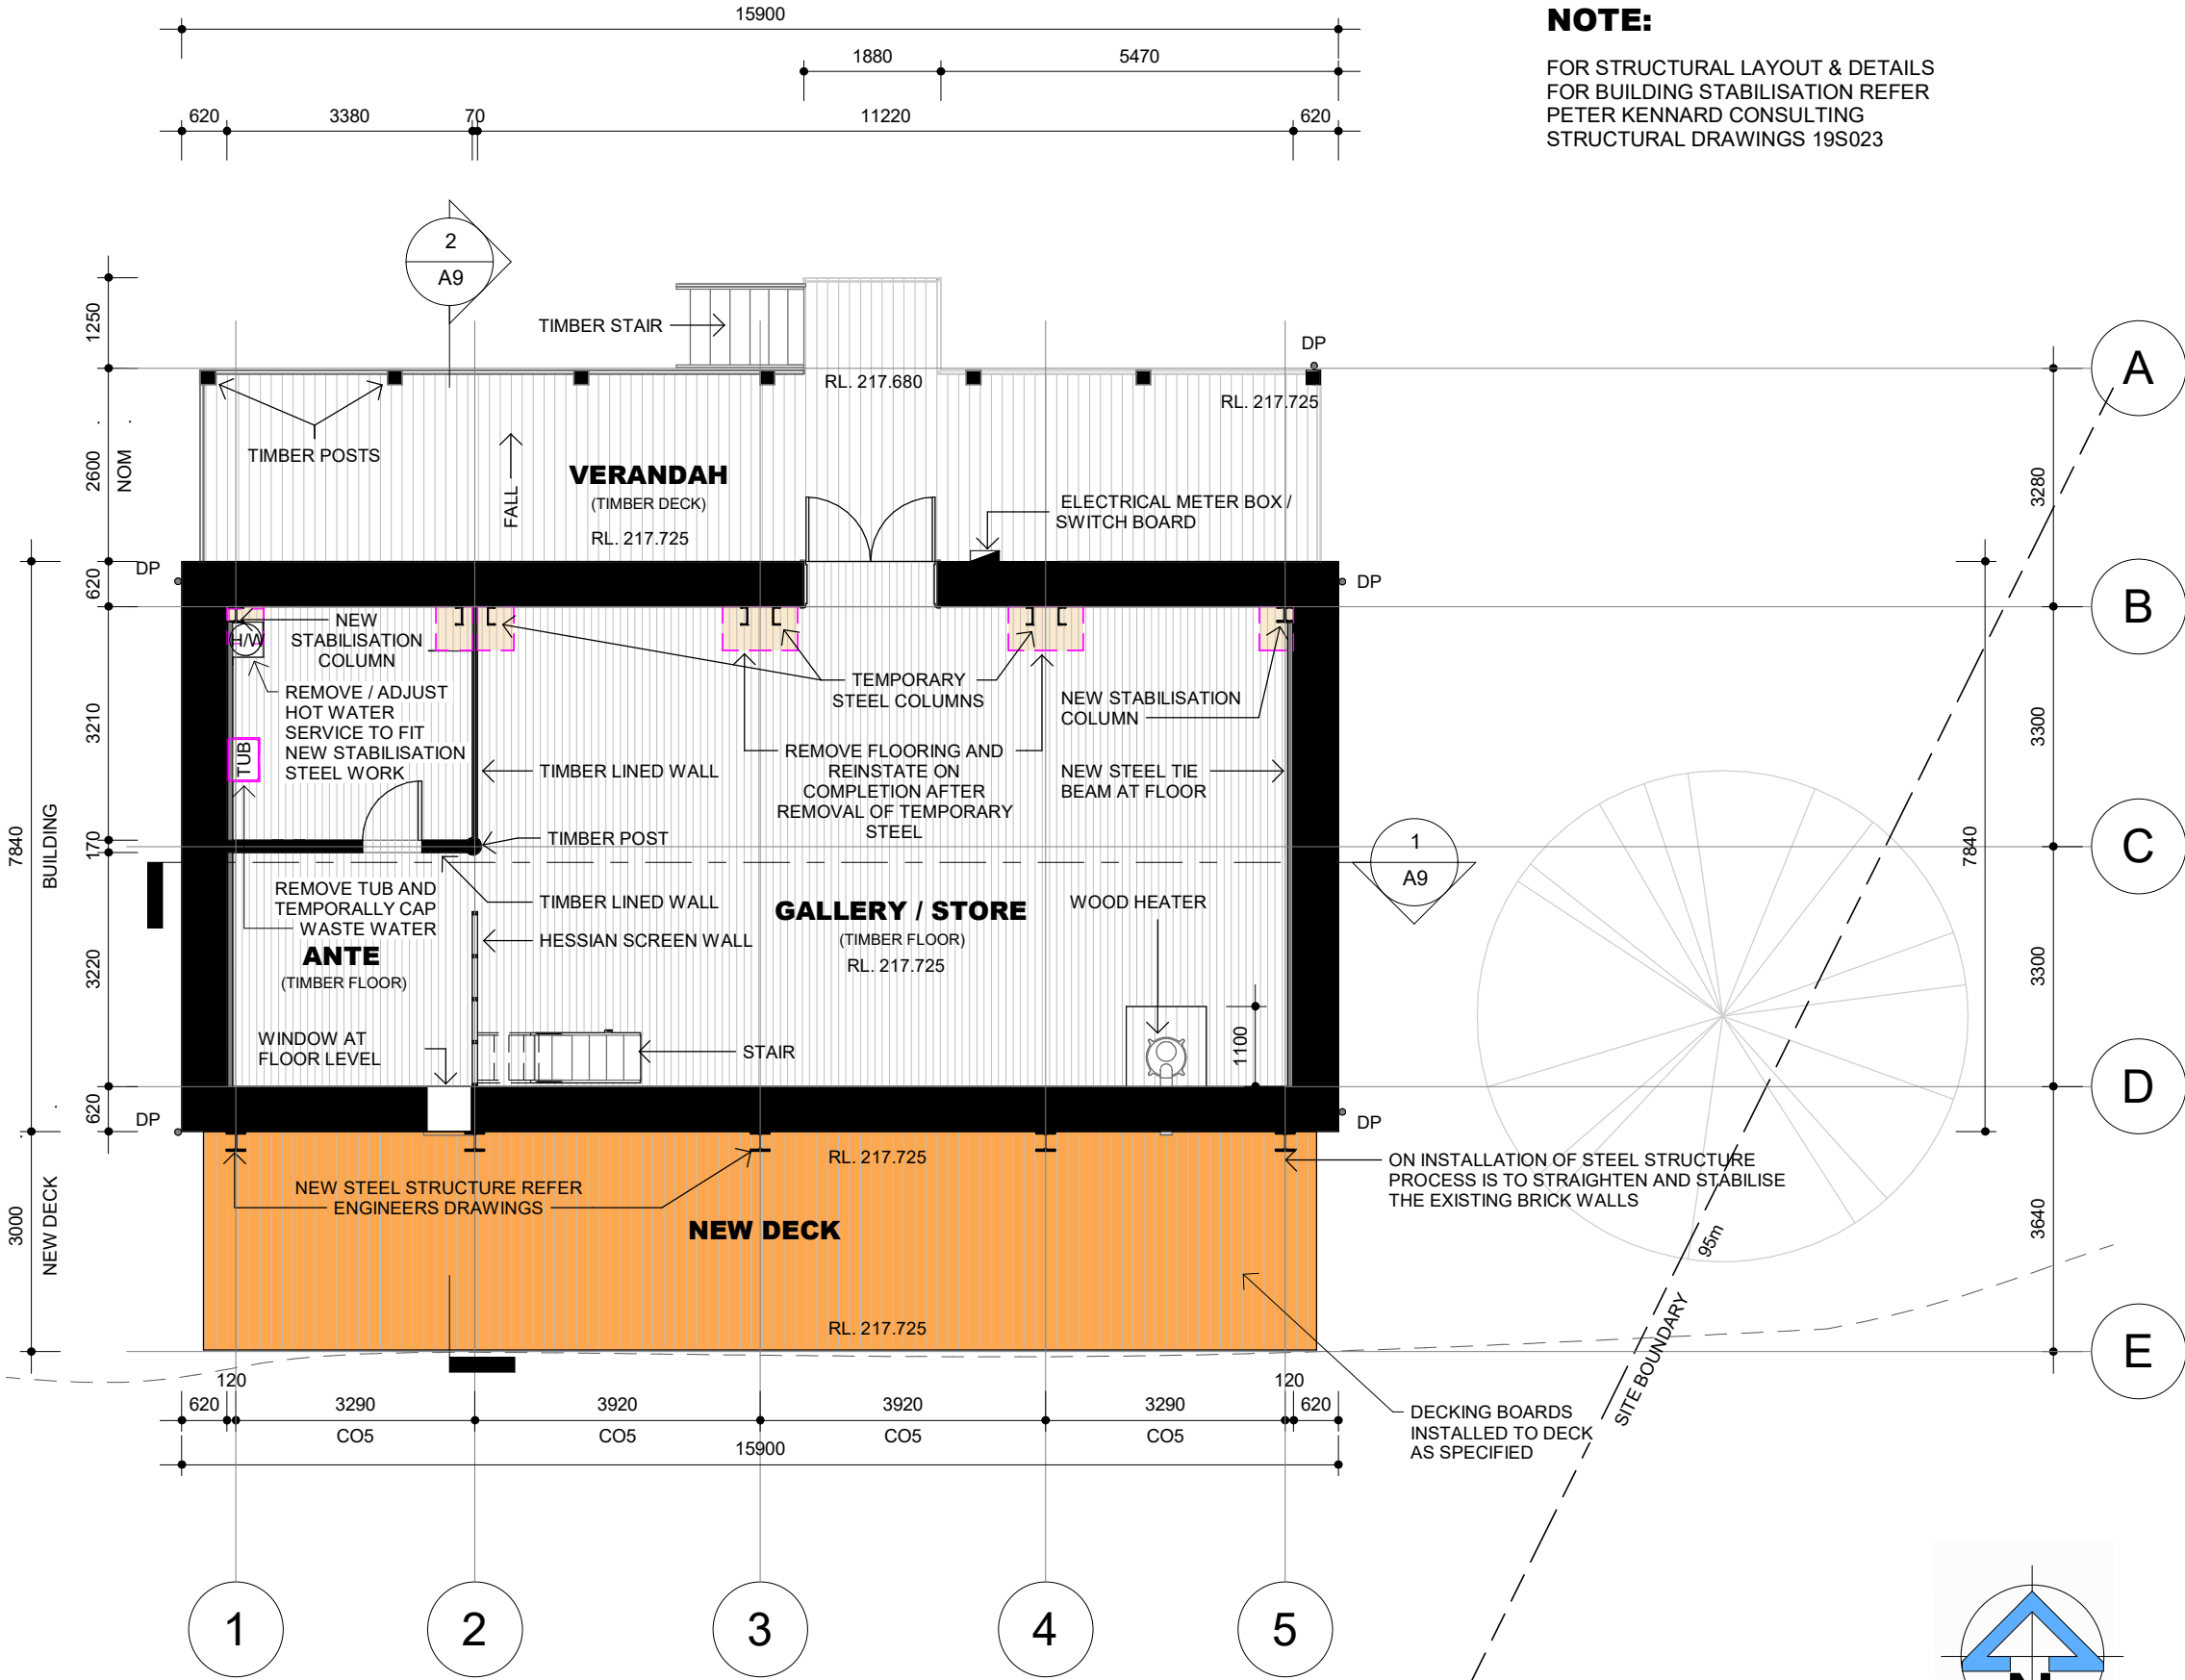 15900
NOTE:
1880
5470
FOR STRUCTURAL LAYOUT & DETAILS
FOR BUILDING STABILISATION REFER
PETER KENNARD CONSULTING
STRUCTURAL DRAWINGS 19S023
620
3380
70
11220
620
2
A9
1250
TIMBER STAIR
DP
A
RL. 217.680
RL. 217.725
2600
NOM
TIMBER POSTS
VERANDAH
(TIMBER DECK)
RL. 217.725
FALL
ELECTRICAL METER BOX /
SWITCH BOARD
3280
620
DP
DP
B
NEW
STABILISATION
COLUMN
H/W
REMOVE / ADJUST
HOT WATER
SERVICE TO FIT
NEW STABILISATION
STEEL WORK
TEMPORARY
STEEL COLUMNS
NEW STABILISATION
COLUMN
3210
3300
TUB
TIMBER LINED WALL
REMOVE FLOORING AND
REINSTATE ON
COMPLETION AFTER
REMOVAL OF TEMPORARY
STEEL
NEW STEEL TIE
BEAM AT FLOOR
7840
BUILDING
170
TIMBER POST
1
A9
7840
C
REMOVE TUB AND
TEMPORALLY CAP
WASTE WATER
TIMBER LINED WALL
GALLERY / STORE
(TIMBER FLOOR)
RL. 217.725
WOOD HEATER
HESSIAN SCREEN WALL
ANTE
(TIMBER FLOOR)
3220
3300
WINDOW AT
FLOOR LEVEL
STAIR
1100
D
620
DP
DP
RL. 217.725
ON INSTALLATION OF STEEL STRUCTURE
PROCESS IS TO STRAIGHTEN AND STABILISE
THE EXISTING BRICK WALLS
NEW STEEL STRUCTURE REFER
ENGINEERS DRAWINGS
3000
NEW DECK
NEW DECK
95m
3640
RL. 217.725
SITE BOUNDARY
E
120
120
620
3290
3920
3920
3290
620
CO5
CO5
CO5
CO5
15900
DECKING BOARDS
INSTALLED TO DECK
AS SPECIFIED
1
2
3
4
5
N